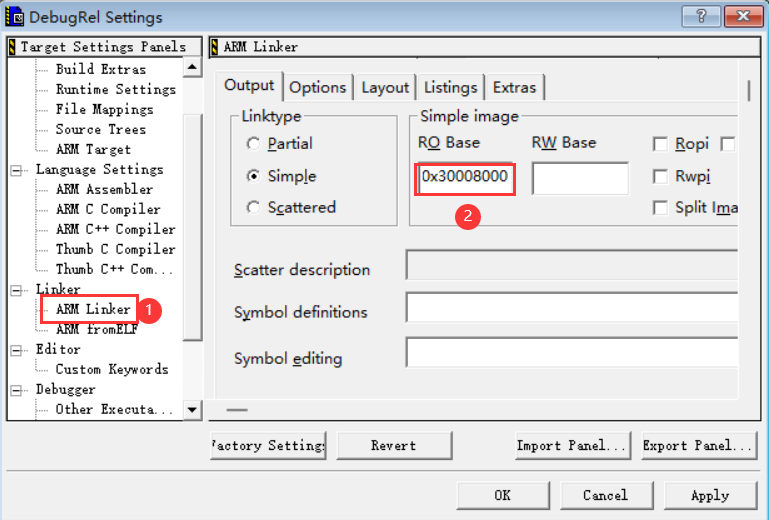 DebugRel Settings
Target Settings Panels
Build Extras
Runtime Settings
File Mappings
Source Trees
ARM Target
Language Settings
ARM Assembler
ARM C Compiler
ARM C++ Compiler
Thumb C Compiler
Thumb C++ Com...
Linker
ARM Linker
1
ARM fromELF
Editor
Custom Keywords
Debugger
Other Executa...
ARM Linker
Output Options Layout Listings Extras
Linktype
Partial
Simple
Scattered
Simple image
RO Base RW Base
0x30008000
2
Ropi
Rwpi
Split Ima
Scatter description
Symbol definitions
Symbol editing
Factory Settings Revert Import Panel... Export Panel...
OK Cancel Apply